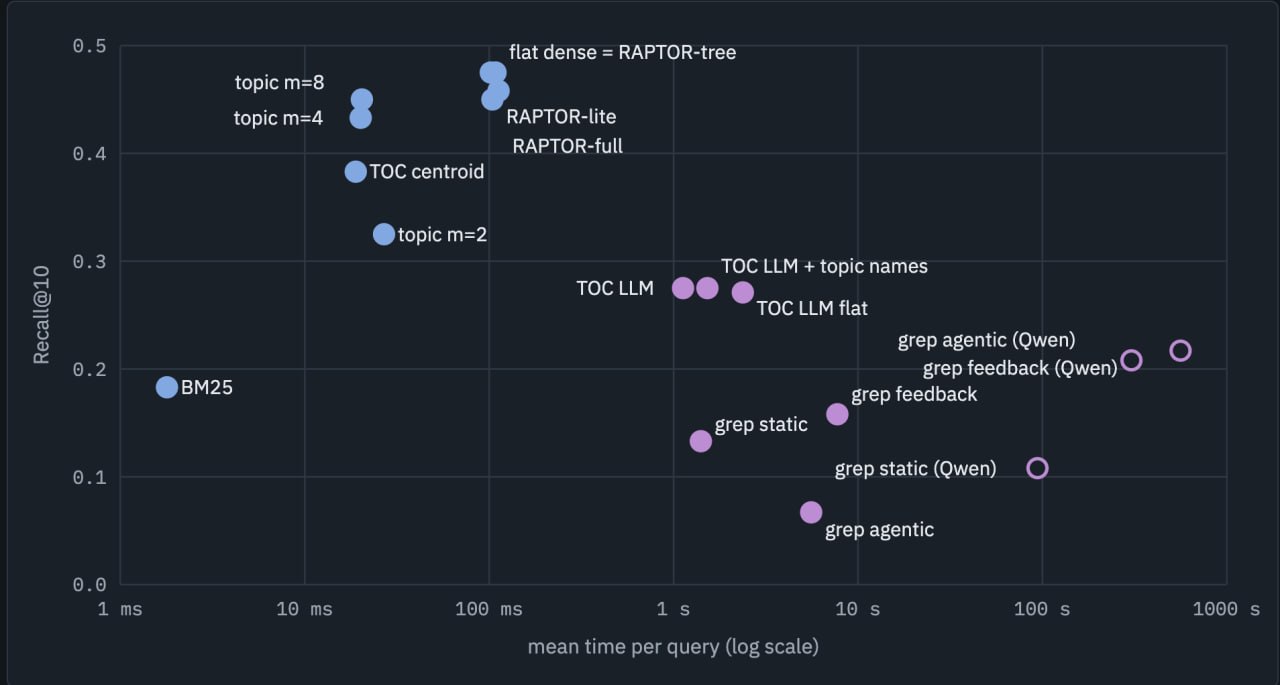 0.5
0.4
0.3
0.2
0.1
0.0
Recall@10
flat dense = RAPTOR-tree
topic m=8
topic m=4
RAPTOR-lite
RAPTOR-full
TOC centroid
topic m=2
TOC LLM + topic names
TOC LLM
TOC LLM flat
grep agentic (Qwen)
grep feedback (Qwen)
BM25
grep feedback
grep static
grep static (Qwen)
grep agentic
1 ms
10 ms
100 ms
1 s
10 s
100 s
1000 s
mean time per query (log scale)